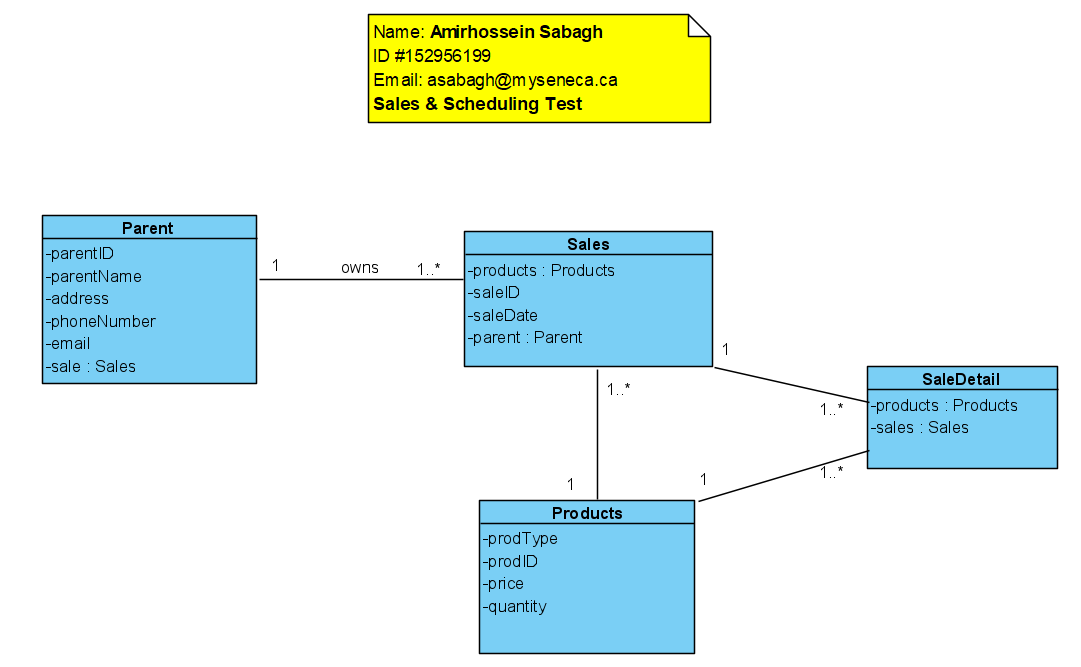 Name: Amirhossein Sabagh
ID #152956199
Email: asabagh@myseneca.ca
Sales & Scheduling Test
Parent
-parentID
-parentName
-address
-phoneNumber
-email
-sale : Sales
1
owns
1..*
Sales
-products : Products
-saleID
-saleDate
-parent : Parent
1
1..*
SaleDetail
-products : Products
-sales : Sales
1..*
1
1
1..*
Products
-prodType
-prodID
-price
-quantity